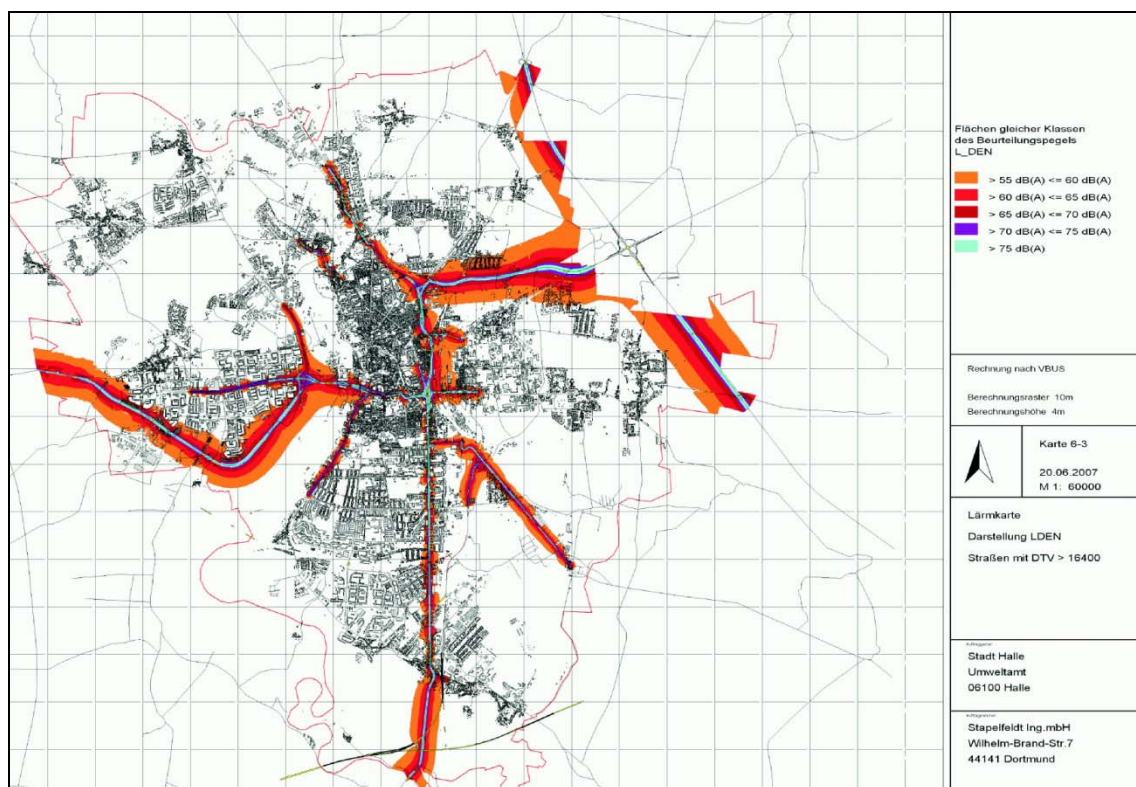 Flächen gleicher Klassen
des Beurteilungspegels
L_DEN
> 55 dB(A) <= 60 dB(A)
> 60 dB(A) <= 65 dB(A)
> 65 dB(A) <= 70 dB(A)
> 70 dB(A) <= 75 dB(A)
> 75 dB(A)
Rechnung nach VBUS
Berechnungsraster 10m
Berechnungshöhe 4m
Karte 6-3
20.06.2007
M 1: 60000
Lärmkarte
Darstellung LDEN
Straßen mit DTV > 16400
Stadt Halle
Umweltamt
06100 Halle
Stapelfeldt Ing.mbH
Wilhelm-Brand-Str.7
44141 Dortmund